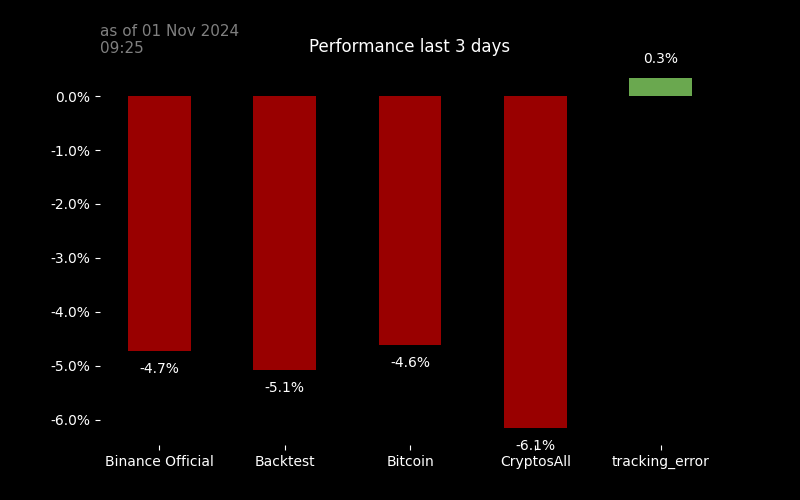 as of 01 Nov 2024
09:25
Performance last 3 days
0.3%
0.0%
-1.0%
-2.0%
-3.0%
-4.0%
-5.0%
-6.0%
-4.7%
-5.1%
-4.6%
-6.1%
Binance Official
Backtest
Bitcoin
CryptosAll
tracking_error